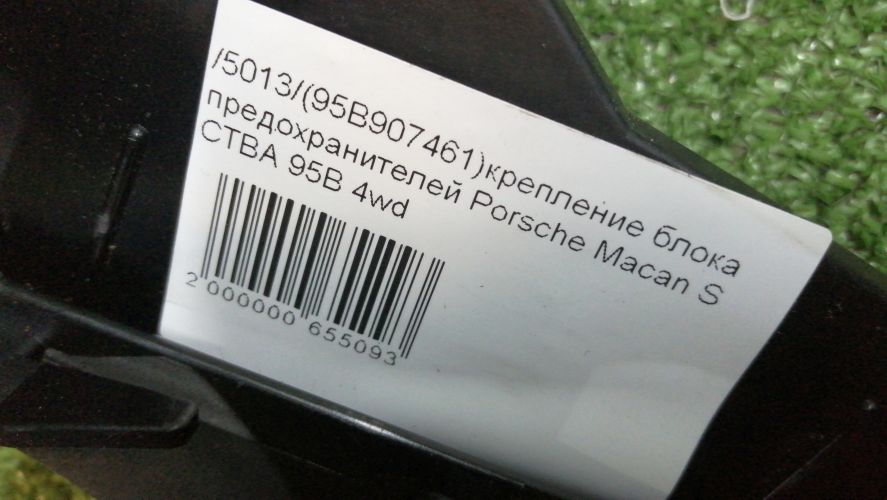 /5013/(95B907461)крепление блока
предохранителей Porsche Macan S
CTBA 95B 4wd
2 000000 655093